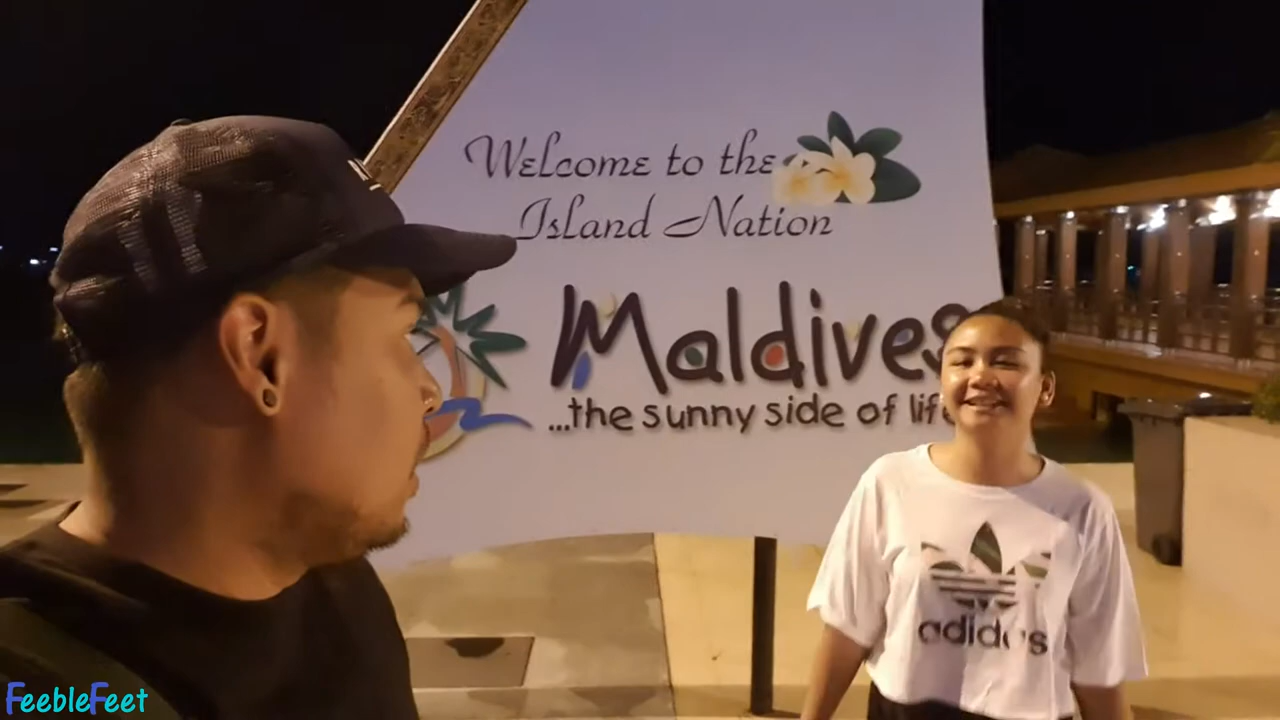 Welcome to the
Island Nation
Maldives
...the sunny side of life
adidas
FeebleFeet